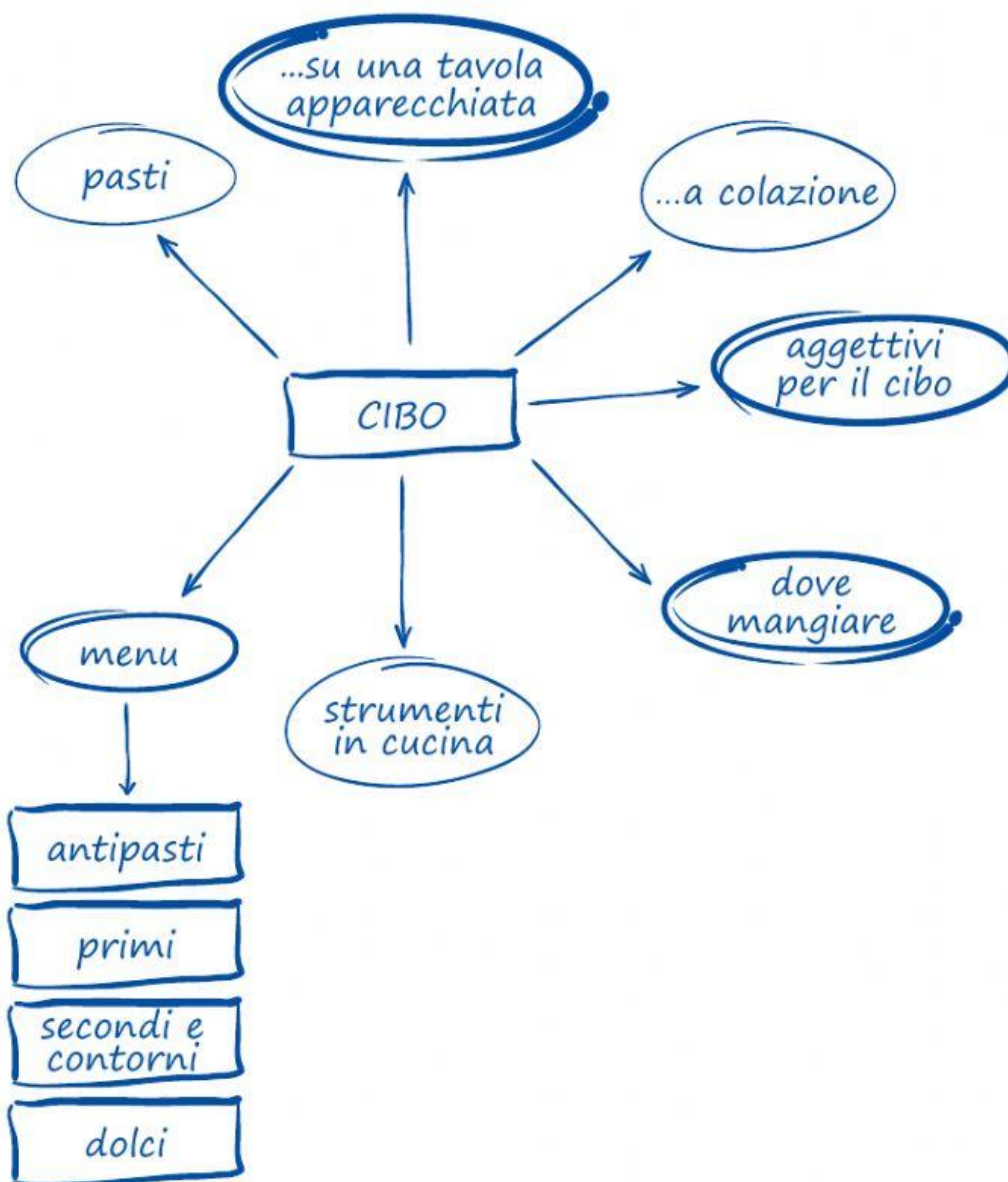 ...su una tavola
apparecchiata
pasti
...a colazione
aggettivi
per il cibo
CIBO
dove
mangiare
menu
strumenti
in cucina
antipasti
primi
secondi e
contorni
dolci